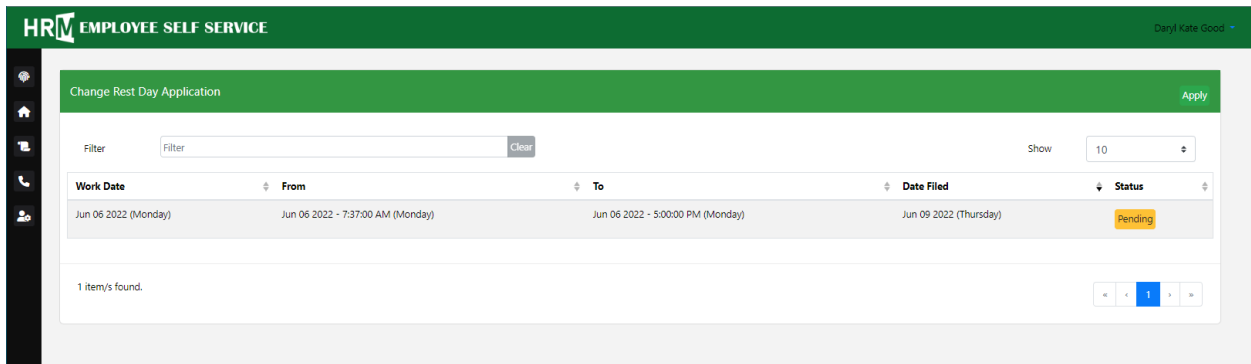 HRM EMPLOYEE SELF SERVICE
Daryl Kate Good
Change Rest Day Application
Apply
Filter Filter Clear Show 10
Work Date From To Date Filed Status
Jun 06 2022 (Monday) Jun 06 2022 - 7:37:00 AM (Monday) Jun 06 2022 - 5:00:00 PM (Monday) Jun 09 2022 (Thursday) Pending
1 item/s found.
« ‹ 1 › »